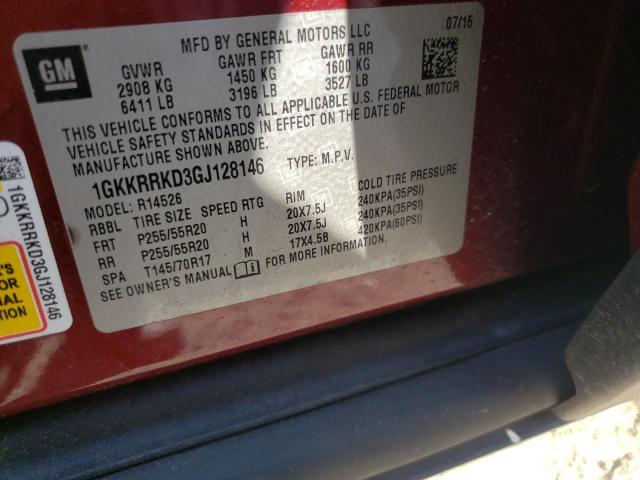 GM
MFD BY GENERAL MOTORS LLC
07/15
GVWR GAWR FRT GAWR RR
2908 KG 1450 KG 1600 KG
6411 LB 3196 LB 3527 LB
THIS VEHICLE CONFORMS TO ALL APPLICABLE U.S. FEDERAL MOTOR
VEHICLE SAFETY STANDARDS IN EFFECT ON THE DATE OF
MANUFACTURE SHOWN ABOVE.
1GKKRRKD3GJ128146 TYPE: M.P.V.
MODEL: R14526
RBBL TIRE SIZE SPEED RTG RIM COLD TIRE PRESSURE
FRT P255/55R20 H 20X7.5J 240KPA(35PSI)
RR P255/55R20 H 20X7.5J 240KPA(35PSI)
SPA T145/70R17 M 17X4.5B 420KPA(60PSI)
SEE OWNER'S MANUAL FOR MORE INFORMATION.
1GKKRRKD3GJ128146